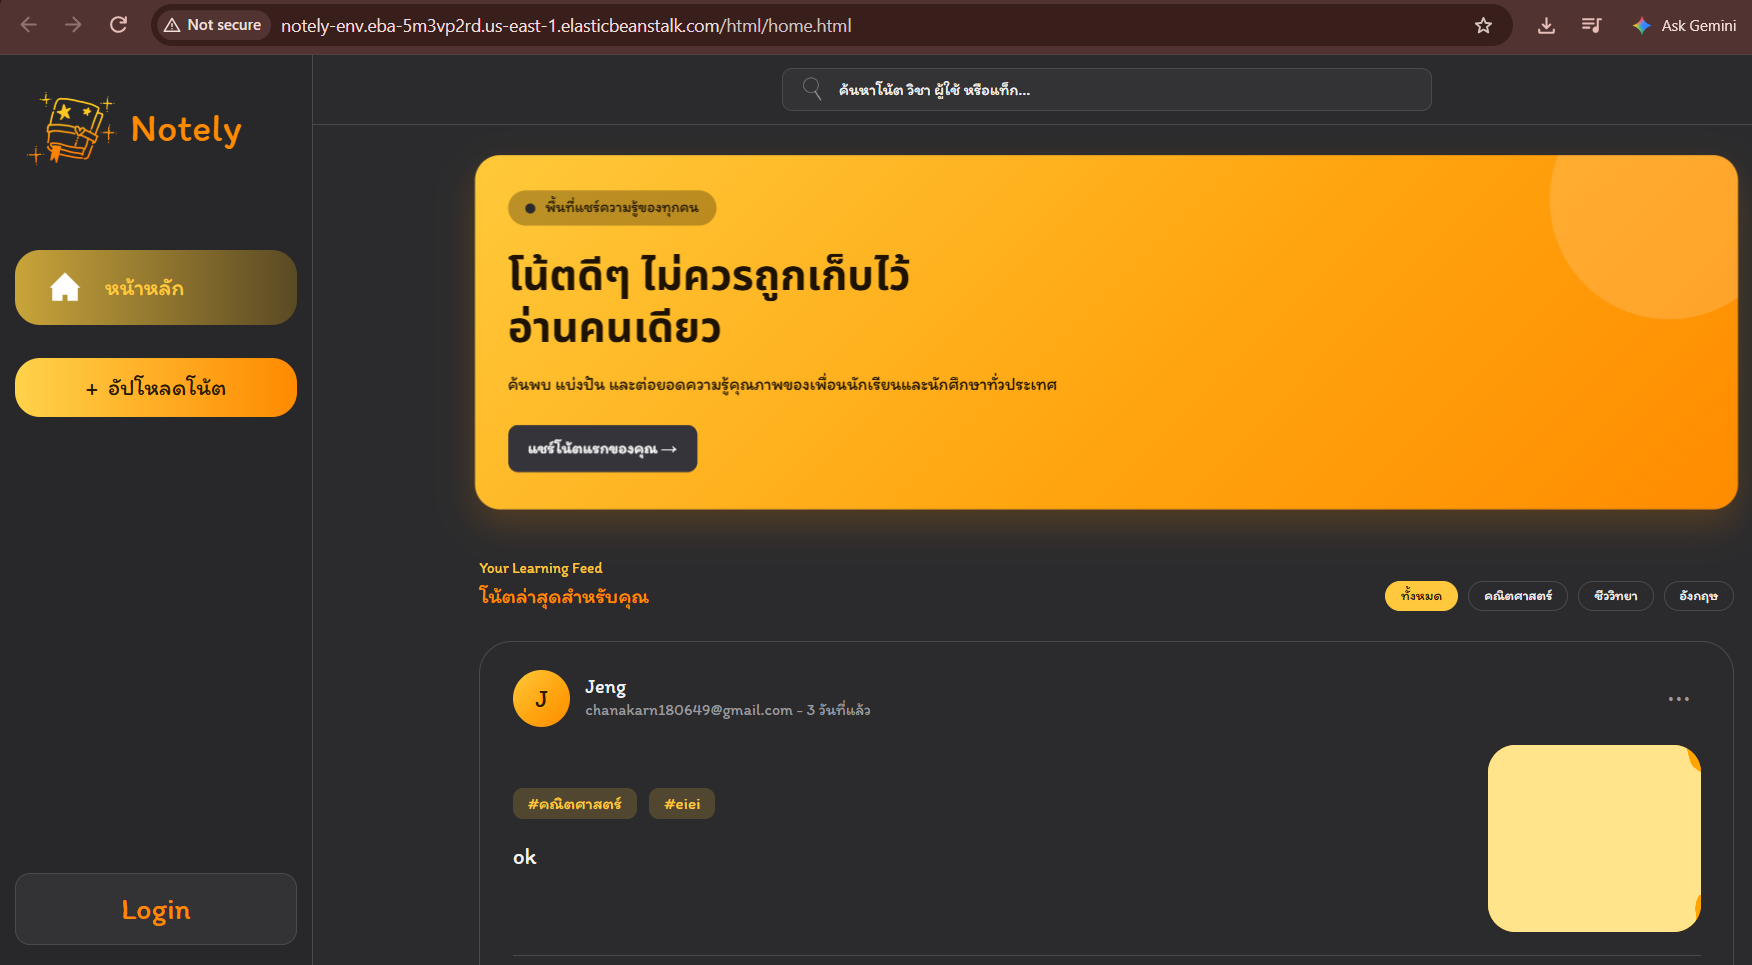 Not secure
notely-env.eba-5m3vp2rd.us-east-1.elasticbeanstalk.com/html/home.html
Ask Gemini
Notely
ค้นหาโน้ต วิชา ผู้ใช้ หรือแท็ก...
หน้าหลัก
+ อัปโหลดโน้ต
พื้นที่แชร์ความรู้ของทุกคน
โน้ตดีๆ ไม่ควรถูกเก็บไว้
อ่านคนเดียว
ค้นพบ แบ่งปัน และต่อยอดความรู้คุณภาพของเพื่อนนักเรียนและนักศึกษาทั่วประเทศ
แชร์โน้ตแรกของคุณ →
Your Learning Feed
โน้ตล่าสุดสำหรับคุณ
ทั้งหมด คณิตศาสตร์ ชีววิทยา อังกฤษ
J
Jeng
chanakarn180649@gmail.com - 3 วันที่แล้ว
#คณิตศาสตร์ #eiei
ok
Login